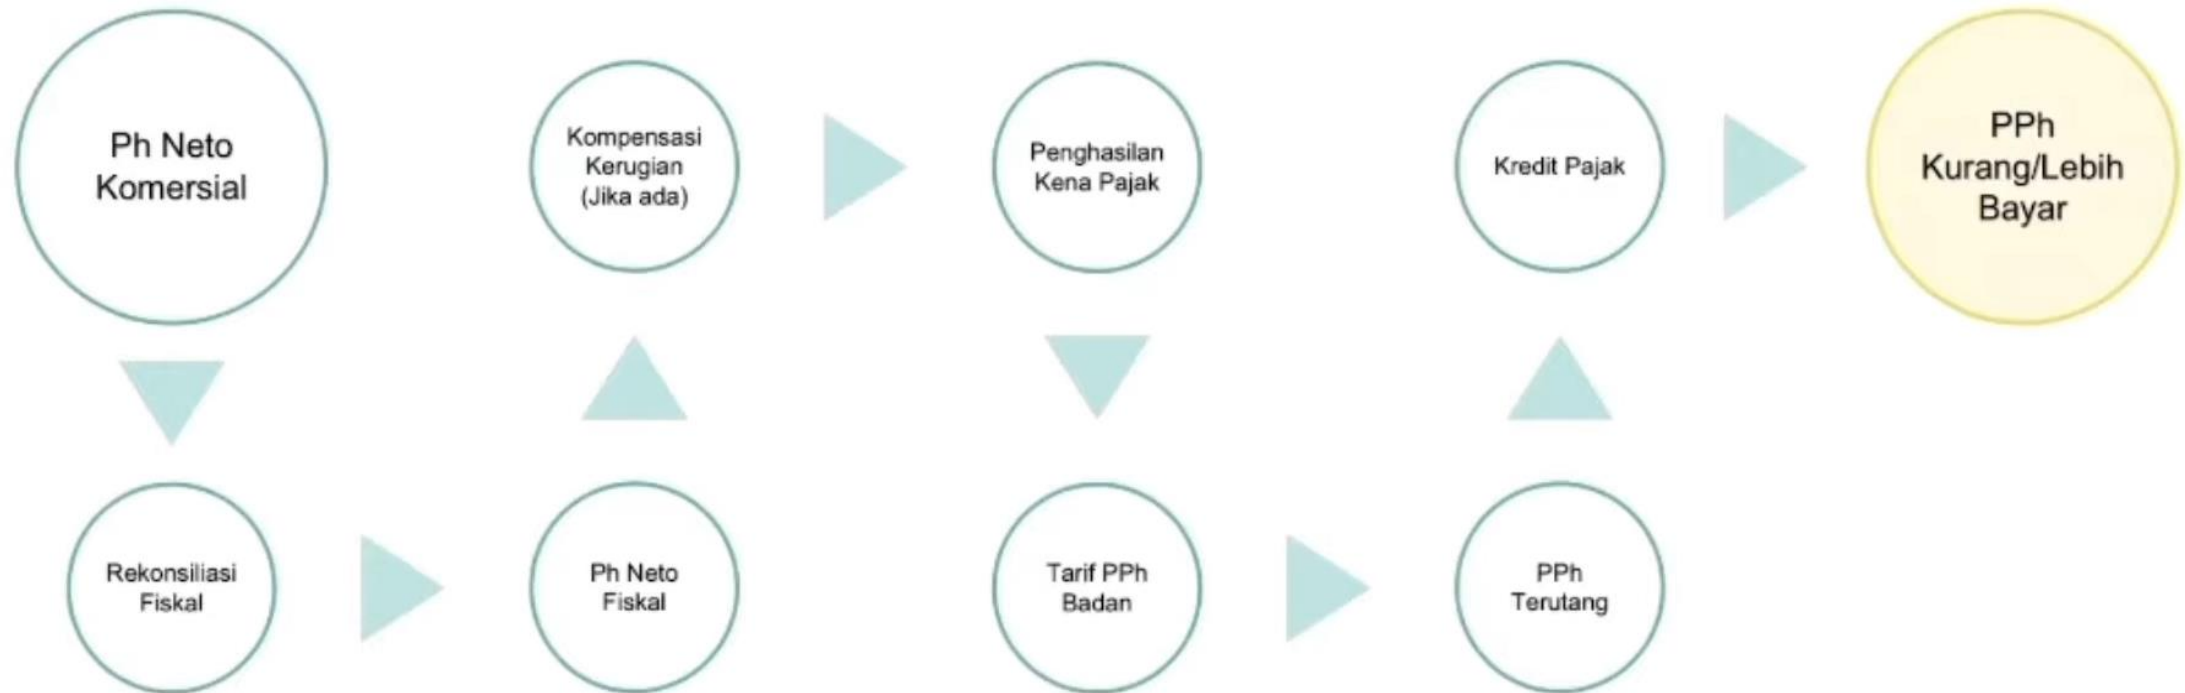 Ph Neto
Komersial
Rekonsiliasi
Fiskal
Ph Neto
Fiskal
Kompensasi
Kerugian
(Jika ada)
Penghasilan
Kena Pajak
Tarif PPh
Badan
PPh
Terutang
Kredit Pajak
PPh
Kurang/Lebih
Bayar